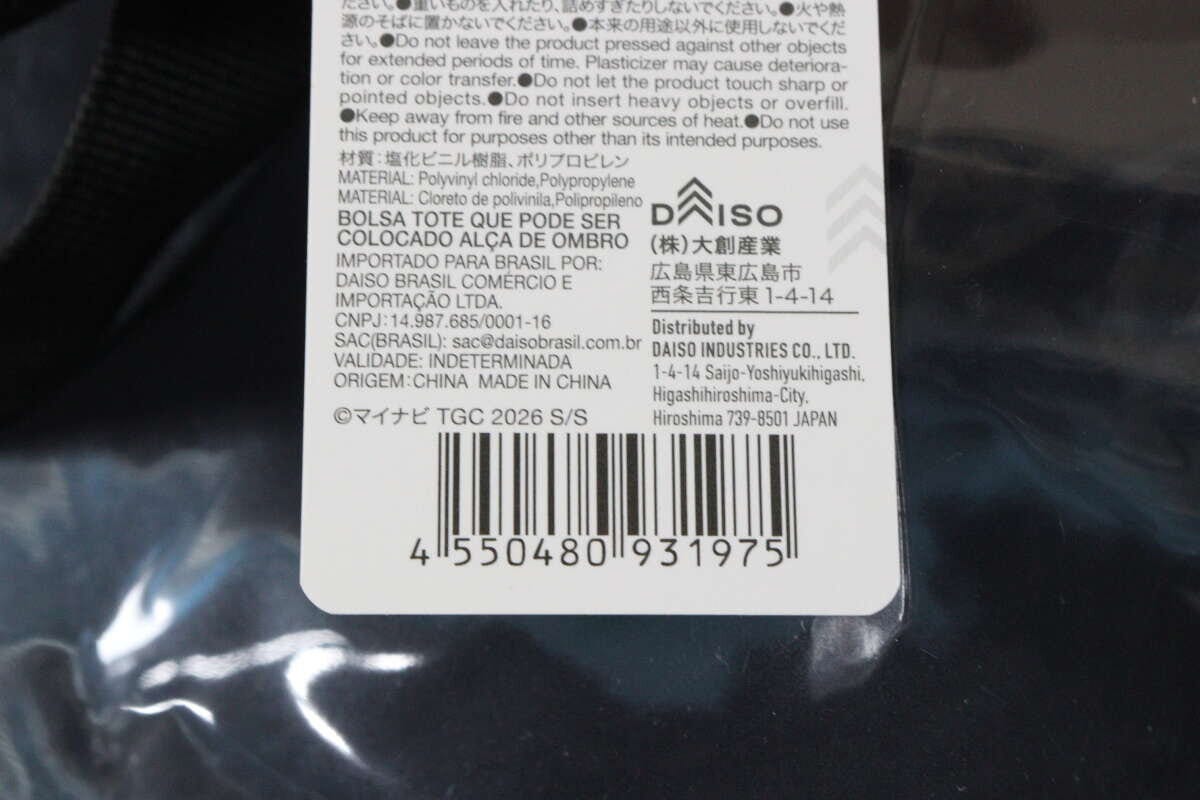 ださい。●重いものを入れたり、詰めすぎたりしないでください。●火や熱
源のそばに置かないでください。●本来の用途以外に使用しないでくだ
さい。●Do not leave the product pressed against other objects
for extended periods of time. Plasticizer may cause deteriora-
tion or color transfer.●Do not let the product touch sharp or
pointed objects.●Do not insert heavy objects or overfill.
●Keep away from fire and other sources of heat.●Do not use
this product for purposes other than its intended purposes.
材質：塩化ビニル樹脂、ポリプロピレン
MATERIAL: Polyvinyl chloride,Polypropylene
MATERIAL: Cloreto de polivinila,Polipropileno
BOLSA TOTE QUE PODE SER
COLOCADO ALÇA DE OMBRO
IMPORTADO PARA BRASIL POR:
DAISO BRASIL COMÉRCIO E
IMPORTAÇÃO LTDA.
CNPJ:14.987.685/0001-16
SAC(BRASIL): sac@daisobrasil.com.br
VALIDADE: INDETERMINADA
ORIGEM:CHINA MADE IN CHINA
©マイナビ TGC 2026 S/S
DAISO
(株)大創産業
広島県東広島市
西条吉行東1-4-14
Distributed by
DAISO INDUSTRIES CO., LTD.
1-4-14 Saijo-Yoshiyukihigashi,
Higashihiroshima-City,
Hiroshima 739-8501 JAPAN
4 550480 931975